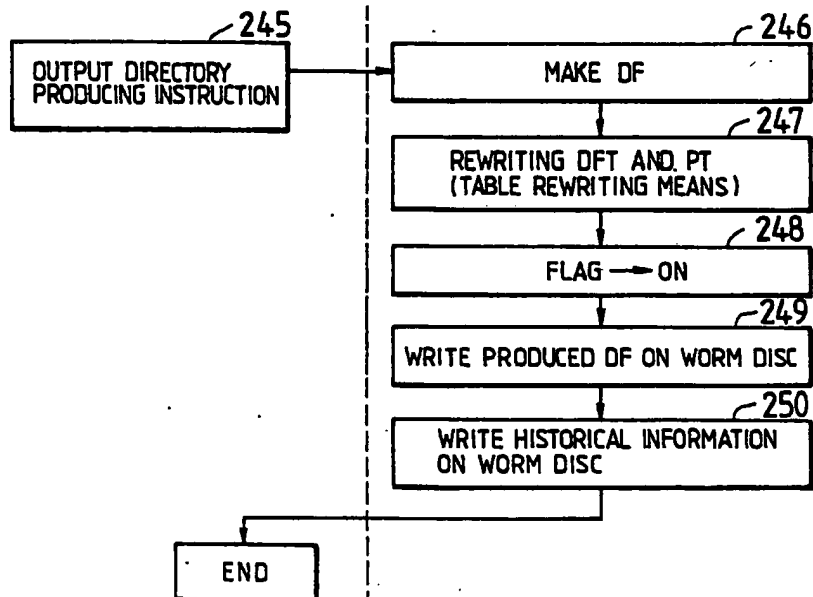 245
OUTPUT DIRECTORY
PRODUCING INSTRUCTION
246
MAKE DF
247
REWRITING DFT AND. PT
(TABLE REWRITING MEANS)
248
FLAG → ON
249
WRITE PRODUCED DF ON WORM DISC
250
WRITE HISTORICAL INFORMATION
ON WORM DISC
END